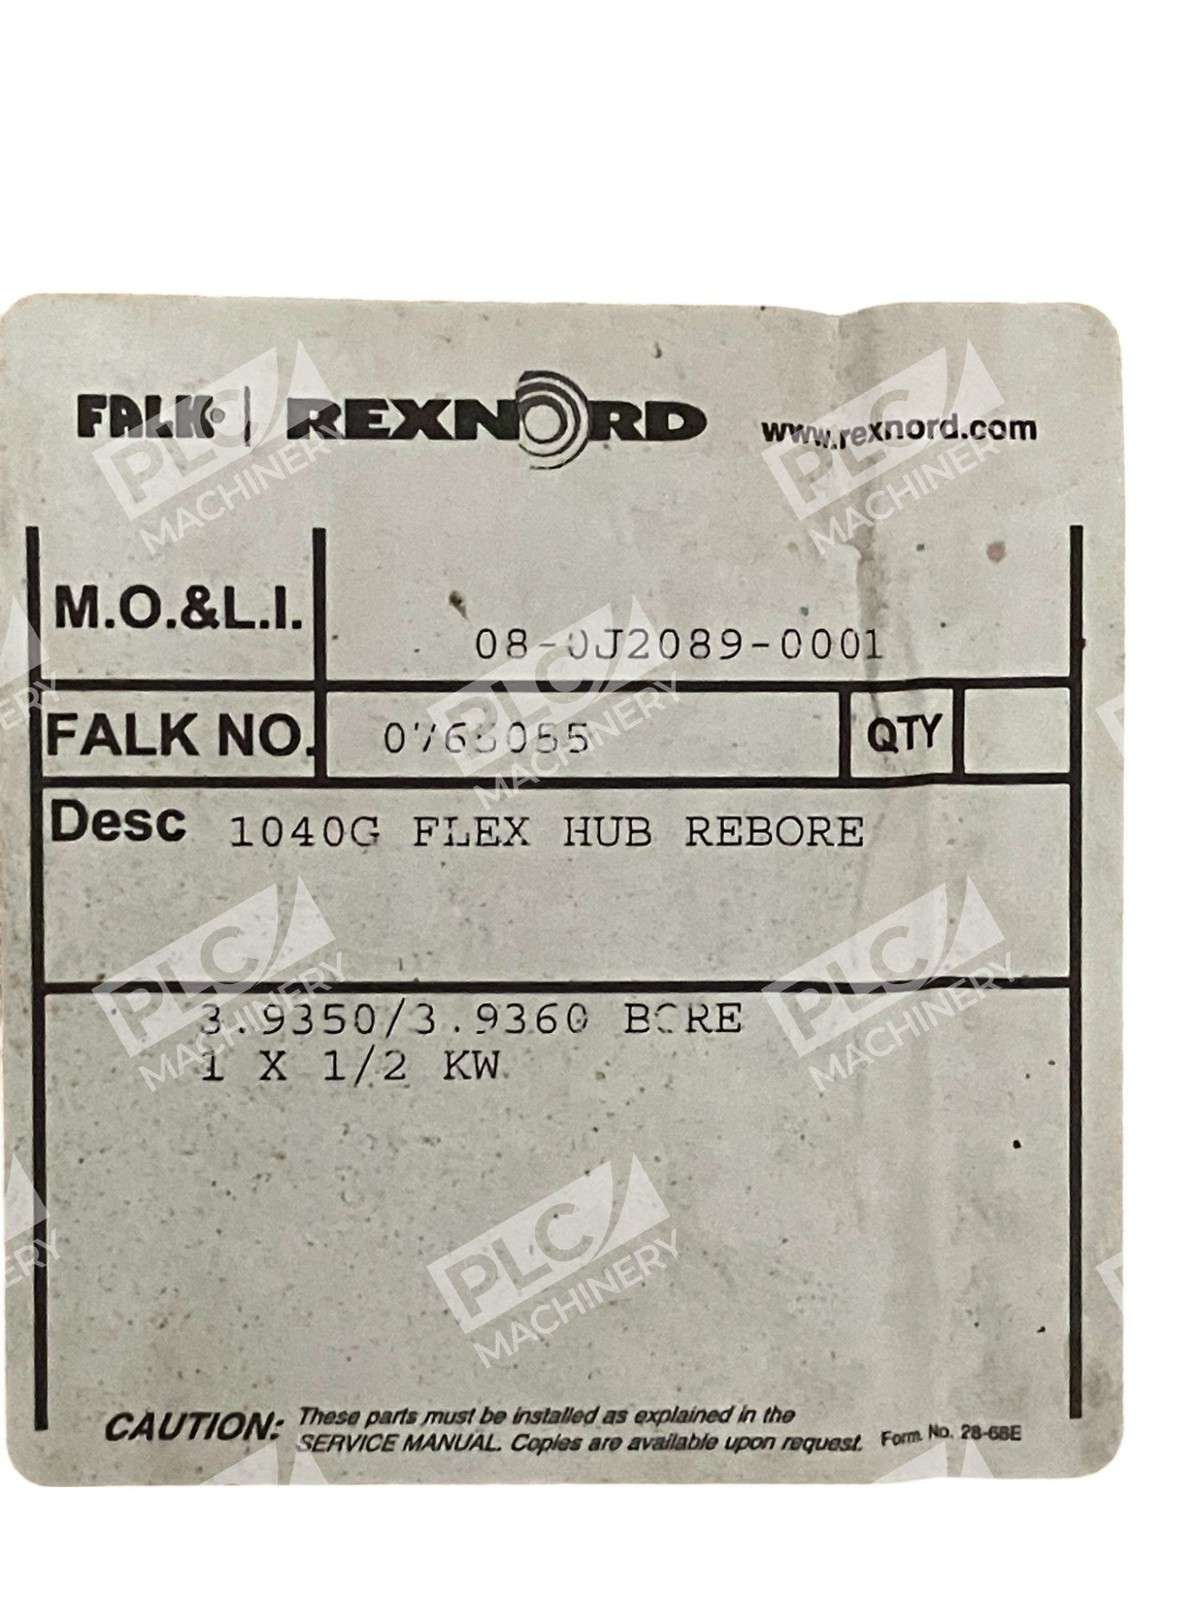 FALK | REXNORD www.rexnord.com
M.O.&L.I. 08-0J2089-0001
FALK NO. QTY
Desc 1040G FLEX HUB REBORE
3.9350/3.9360 BORE
1 X 1/2 KW
CAUTION: These parts must be installed as explained in the
SERVICE MANUAL. Copies are available upon request. Form No. 28-68E
PLC MACHINERY